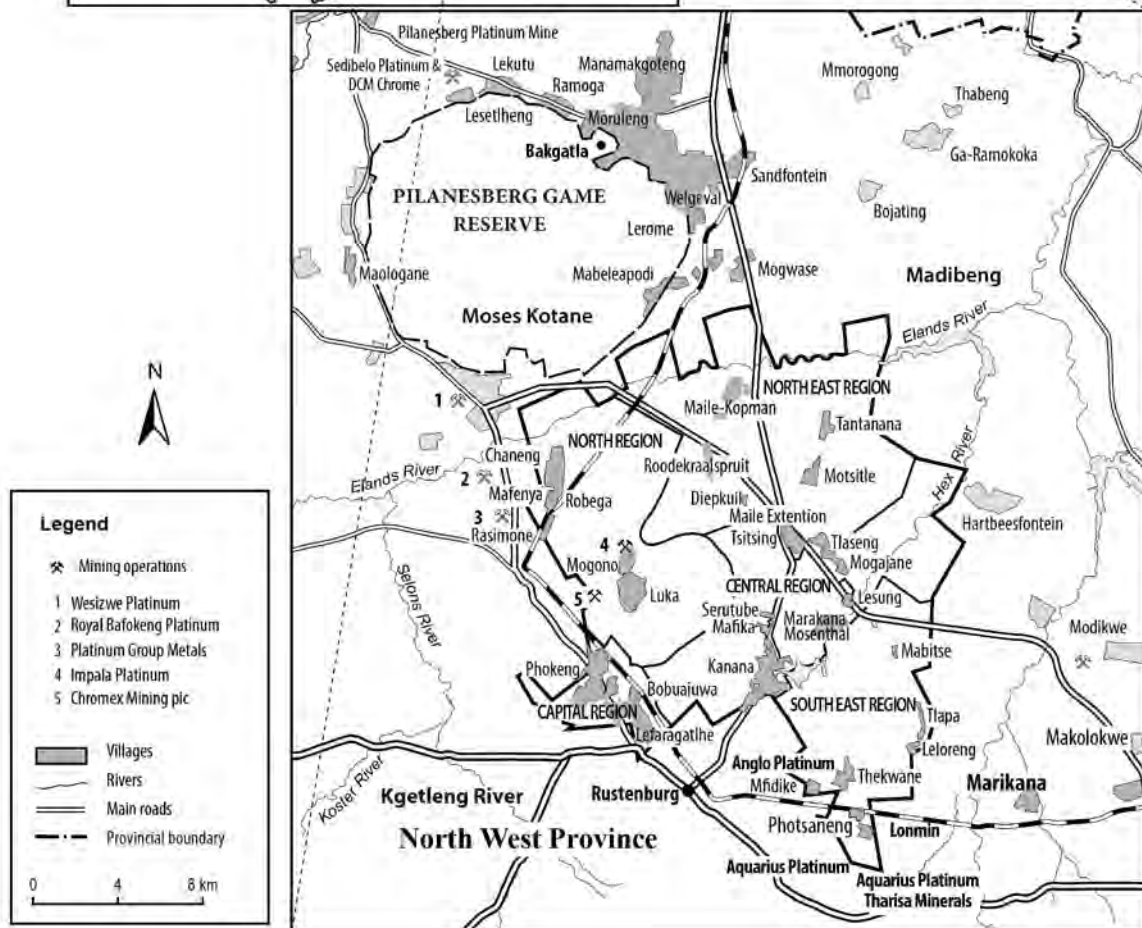 Pilanesberg Platinum Mine
Sedibelo Platinum &
DCM Chrome
Lekutu
Manamakgoteng
Ramoga
Lesetlheng
Moruleng
Bakgatla
Mmorogong
Thabeng
Ga-Ramokoka
Sandfontein
PILANESBERG GAME
RESERVE
Welgeval
Bojating
Lerome
Maologane
Mabeleapodi
Mogwase
Madibeng
Moses Kotane
Elands River
N
NORTH EAST REGION
1
Maile-Kopman
Tantanana
NORTH REGION
Chaneng
Roodekraalspruit
Motsitle
Hex River
Elands River
2
Mafenya
Robega
Diepkuil
Hartbeesfontein
3
Maile Extention
Rasimone
Tsitsing
Tlaseng
4
Mogono
Mogajane
CENTRAL REGION
5
Luka
Lesung
Selons River
Serutube
Mafika
Marakana
Mosenthal
Modikwe
Mabitse
Phokeng
Kanana
Bobuajuwa
CAPITAL REGION
SOUTH EAST REGION
Tlapa
Lefaragatlhe
Leloreng
Makolokwe
Anglo Platinum
Koster River
Kgetleng River
Rustenburg
Mfidike
Thekwane
Marikana
Photsaneng
Lonmin
North West Province
Aquarius Platinum
Aquarius Platinum
Tharisa Minerals
Legend
Mining operations
1 Wesizwe Platinum
2 Royal Bafokeng Platinum
3 Platinum Group Metals
4 Impala Platinum
5 Chromex Mining plc
Villages
Rivers
Main roads
Provincial boundary
0 4 8 km